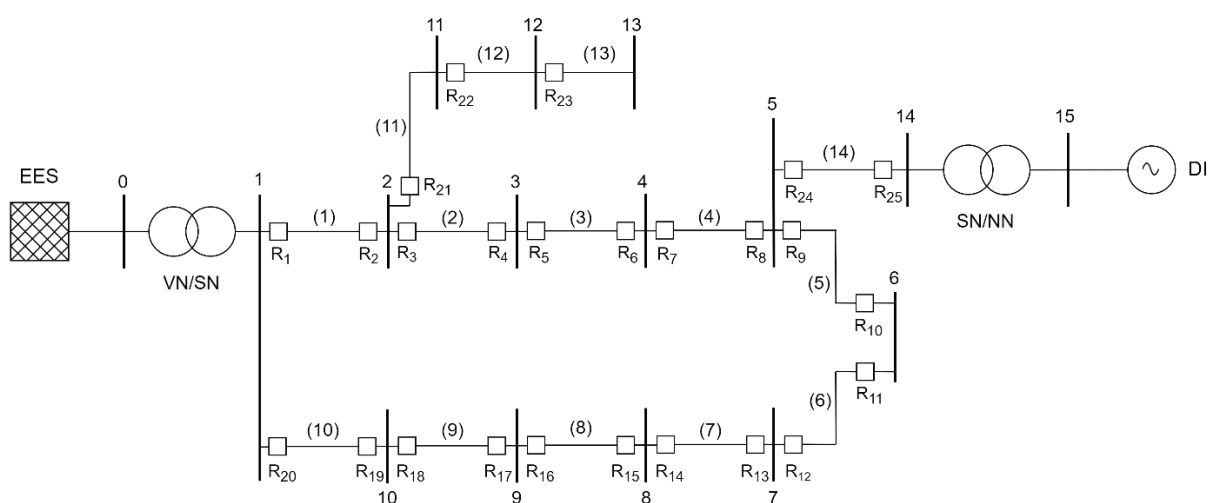 11 12 13
(12) (13)
R22 R23
5 14 15
(11) (14)
EES DI
R21 R24 R25
0 1 2 3 4 SN/NN
(1) (2) (3) (4)
R1 R2 R3 R4 R5 R6 R7 R8 R9
VN/SN
(5) 6
R10
R11
(6)
(10) (9) (8) (7)
R20 R19 R18 R17 R16 R15 R14 R13 R12
10 9 8 7